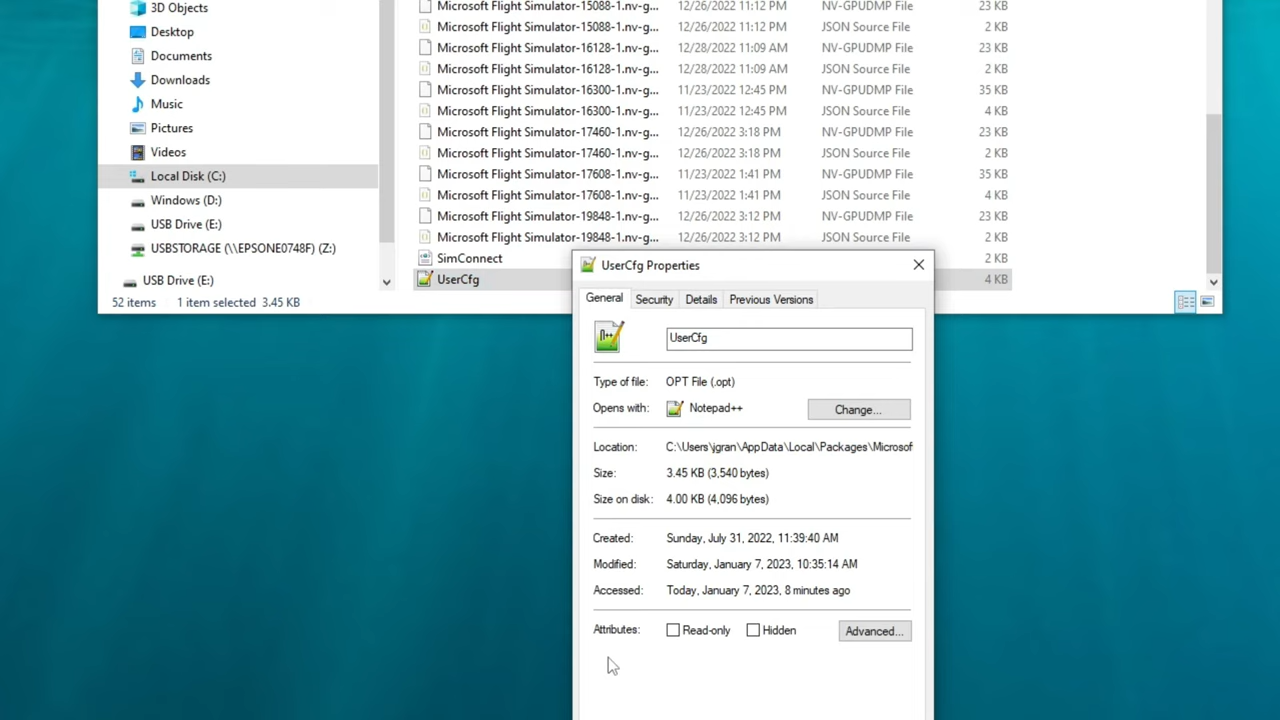 3D Objects
Desktop
Documents
Downloads
Music
Pictures
Videos
Local Disk (C:)
Windows (D:)
USB Drive (E:)
USBSTORAGE (\\EPSONE0748F) (Z:)
USB Drive (E:)
Microsoft Flight Simulator-15088-1.nv-g... 12/26/2022 11:12 PM NV-GPUDMP File 23 KB
Microsoft Flight Simulator-15088-1.nv-g... 12/26/2022 11:12 PM JSON Source File 2 KB
Microsoft Flight Simulator-16128-1.nv-g... 12/28/2022 11:09 AM NV-GPUDMP File 23 KB
Microsoft Flight Simulator-16128-1.nv-g... 12/28/2022 11:09 AM JSON Source File 2 KB
Microsoft Flight Simulator-16300-1.nv-g... 11/23/2022 12:45 PM NV-GPUDMP File 35 KB
Microsoft Flight Simulator-16300-1.nv-g... 11/23/2022 12:45 PM JSON Source File 4 KB
Microsoft Flight Simulator-17460-1.nv-g... 12/26/2022 3:18 PM NV-GPUDMP File 23 KB
Microsoft Flight Simulator-17460-1.nv-g... 12/26/2022 3:18 PM JSON Source File 2 KB
Microsoft Flight Simulator-17608-1.nv-g... 11/23/2022 1:41 PM NV-GPUDMP File 35 KB
Microsoft Flight Simulator-17608-1.nv-g... 11/23/2022 1:41 PM JSON Source File 4 KB
Microsoft Flight Simulator-19848-1.nv-g... 12/26/2022 3:12 PM NV-GPUDMP File 23 KB
Microsoft Flight Simulator-19848-1.nv-g... 12/26/2022 3:12 PM JSON Source File 2 KB
SimConnect 2 KB
UserCfg 4 KB
52 items 1 item selected 3.45 KB
UserCfg Properties
General Security Details Previous Versions
UserCfg
Type of file: OPT File (.opt)
Opens with: Notepad++ Change...
Location: C:\Users\jgran\AppData\Local\Packages\Microsof
Size: 3.45 KB (3,540 bytes)
Size on disk: 4.00 KB (4,096 bytes)
Created: Sunday, July 31, 2022, 11:39:40 AM
Modified: Saturday, January 7, 2023, 10:35:14 AM
Accessed: Today, January 7, 2023, 8 minutes ago
Attributes: Read-only Hidden Advanced...